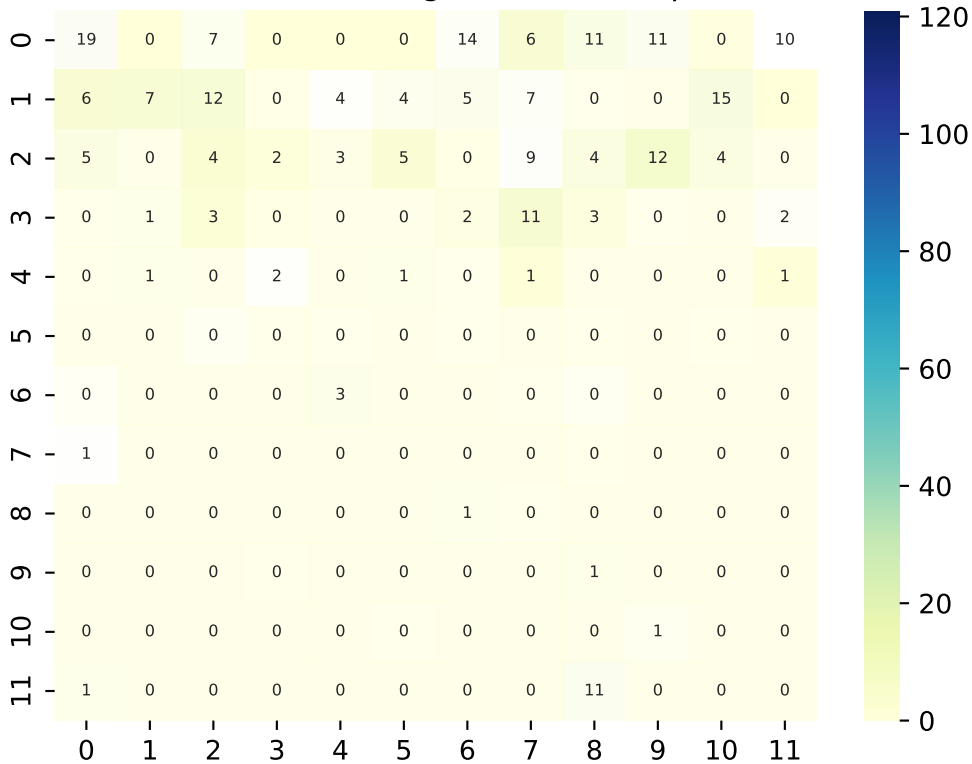 0 19 0 7 0 0 0 14 6 11 11 0 10
1 6 7 12 0 4 4 5 7 0 0 15 0
2 5 0 4 2 3 5 0 9 4 12 4 0
3 0 1 3 0 0 0 2 11 3 0 0 2
4 0 1 0 2 0 1 0 1 0 0 0 1
5 0 0 0 0 0 0 0 0 0 0 0 0
6 0 0 0 0 3 0 0 0 0 0 0 0
7 1 0 0 0 0 0 0 0 0 0 0 0
8 0 0 0 0 0 0 1 0 0 0 0 0
9 0 0 0 0 0 0 0 0 1 0 0 0
10 0 0 0 0 0 0 0 0 0 1 0 0
11 1 0 0 0 0 0 0 0 11 0 0 0
0 1 2 3 4 5 6 7 8 9 10 11
120
100
80
60
40
20
0